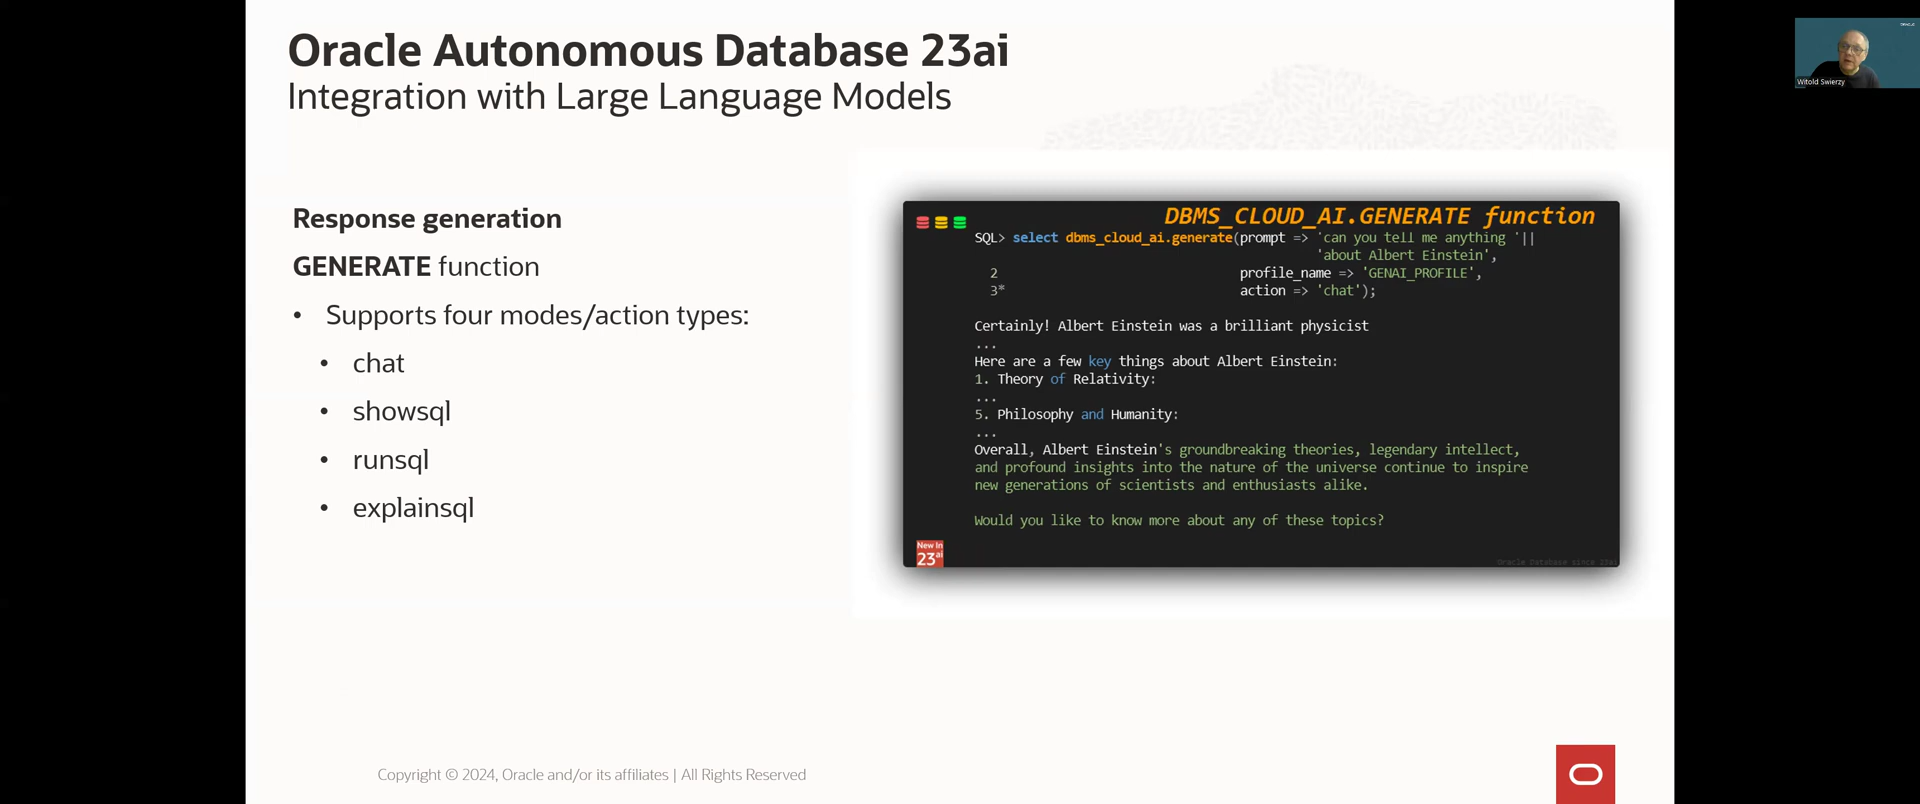 Oracle Autonomous Database 23ai
Integration with Large Language Models
Witold Swierzy
Response generation
GENERATE function
• Supports four modes/action types:
• chat
• showsql
• runsql
• explainsql
DBMS_CLOUD_AI.GENERATE function
SQL> select dbms_cloud_ai.generate(prompt => 'can you tell me anything '||
'about Albert Einstein',
2 profile_name => 'GENAI_PROFILE',
3* action => 'chat');
Certainly! Albert Einstein was a brilliant physicist
...
Here are a few key things about Albert Einstein:
1. Theory of Relativity:
...
5. Philosophy and Humanity:
...
Overall, Albert Einstein's groundbreaking theories, legendary intellect,
and profound insights into the nature of the universe continue to inspire
new generations of scientists and enthusiasts alike.
Would you like to know more about any of these topics?
New In
23ai
Oracle Database since 23ai
Copyright © 2024, Oracle and/or its affiliates | All Rights Reserved